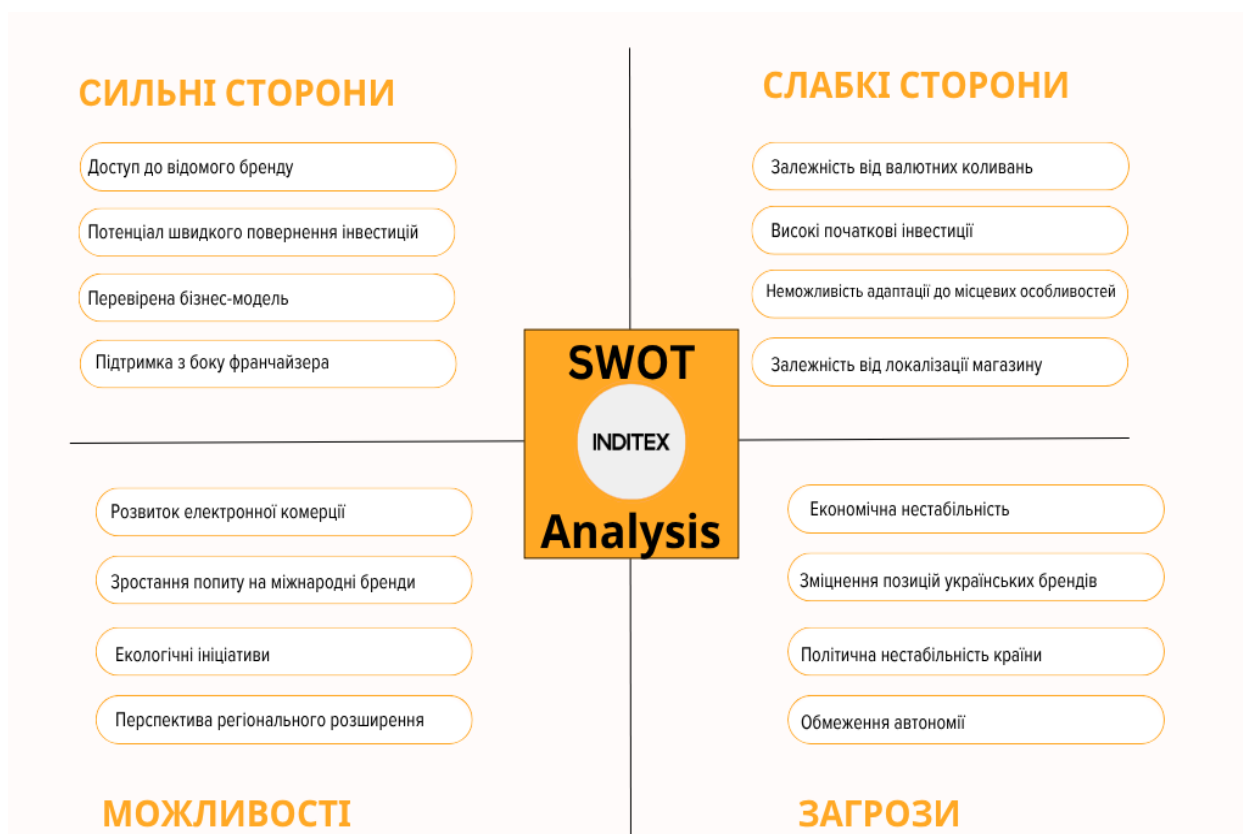 СИЛЬНІ СТОРОНИ
Доступ до відомого бренду
Потенціал швидкого повернення інвестицій
Перевірена бізнес-модель
Підтримка з боку франчайзера
СЛАБКІ СТОРОНИ
Залежність від валютних коливань
Високі початкові інвестиції
Неможливість адаптації до місцевих особливостей
Залежність від локалізації магазину
SWOT
INDITEX
Analysis
Розвиток електронної комерції
Зростання попиту на міжнародні бренди
Екологічні ініціативи
Перспектива регіонального розширення
МОЖЛИВОСТІ
Економічна нестабільність
Зміцнення позицій українських брендів
Політична нестабільність країни
Обмеження автономії
ЗАГРОЗИ